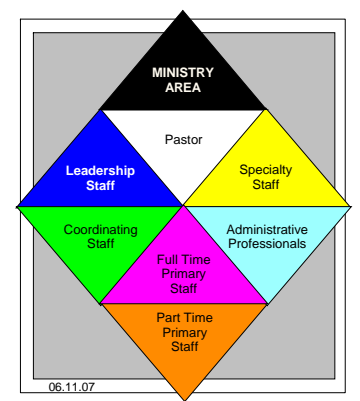 MINISTRY
AREA
Pastor
Leadership
Staff
Specialty
Staff
Coordinating
Staff
Administrative
Professionals
Full Time
Primary
Staff
Part Time
Primary
Staff
06.11.07